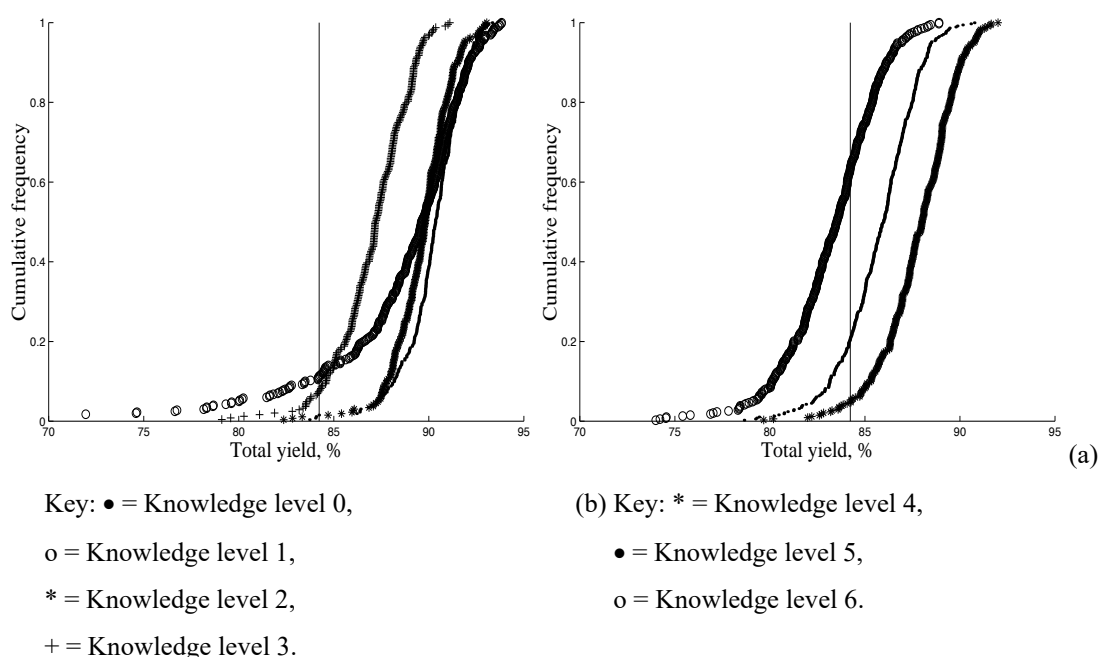 1
0.8
0.6
0.4
0.2
0
70 75 80 85 90 95
Cumulative frequency
Total yield, %
1
0.8
0.6
0.4
0.2
0
70 75 80 85 90 95
Cumulative frequency
Total yield, %
(a)
Key: • = Knowledge level 0,
o = Knowledge level 1,
* = Knowledge level 2,
+ = Knowledge level 3.
(b) Key: * = Knowledge level 4,
• = Knowledge level 5,
o = Knowledge level 6.